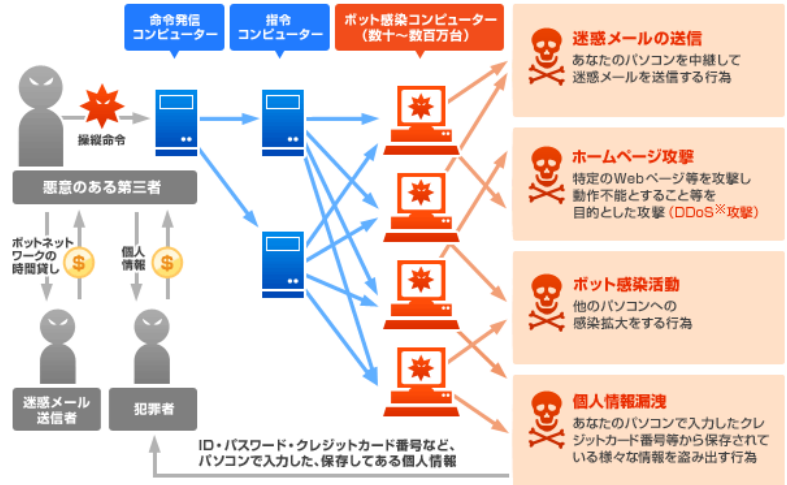 命令発信
コンピューター
指令
コンピューター
ボット感染コンピューター
(数十〜数百万台)
操縦命令
悪意のある第三者
ボットネット
ワークの
時間貸し
$
個人
情報
$
迷惑メール
送信者
犯罪者
迷惑メールの送信
あなたのパソコンを中継して
迷惑メールを送信する行為
ホームページ攻撃
特定のWebページ等を攻撃し
動作不能とすること等を
目的とした攻撃(DDoS※攻撃)
ボット感染活動
他のパソコンへの
感染拡大をする行為
個人情報漏洩
あなたのパソコンで入力したクレ
ジットカード番号等から保存されて
いる様々な情報を盗み出す行為
ID・パスワード・クレジットカード番号など、
パソコンで入力した、保存してある個人情報